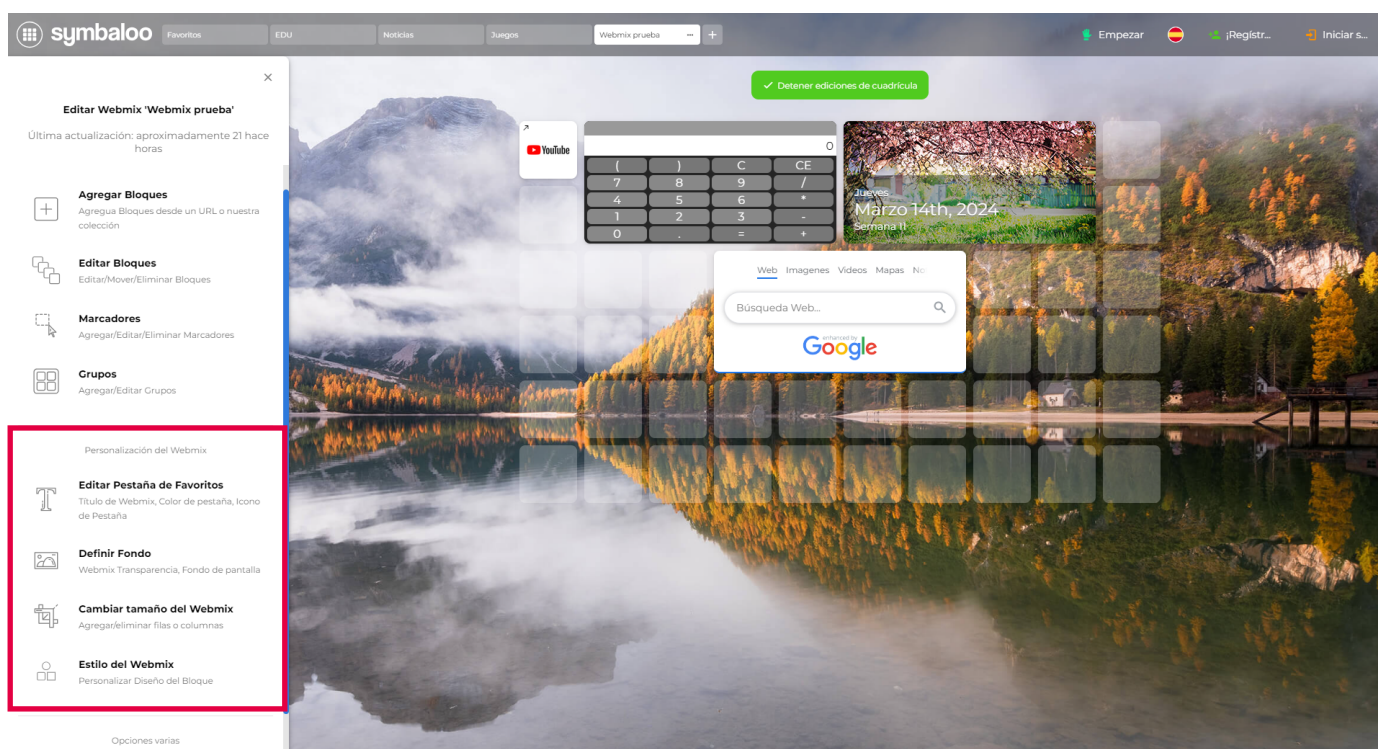 symbaloo
Favoritos
EDU
Noticias
Juegos
Webmix prueba
+
Empezar
¡Regístr...
Iniciar s...
Editar Webmix 'Webmix prueba'
Última actualización: aproximadamente 21 hace
horas
Agregar Bloques
Agregua Bloques desde un URL o nuestra
colección
Editar Bloques
Editar/Mover/Eliminar Bloques
Marcadores
Agregar/Editar/Eliminar Marcadores
Grupos
Agregar/Editar Grupos
Personalización del Webmix
Editar Pestaña de Favoritos
Título de Webmix, Color de pestaña, Icono
de Pestaña
Definir Fondo
Webmix Transparencia, Fondo de pantalla
Cambiar tamaño del Webmix
Agregar/eliminar filas o columnas
Estilo del Webmix
Personalizar Diseño del Bloque
Opciones varias
Detener ediciones de cuadrícula
YouTube
0
( ) C CE
7 8 9 /
4 5 6 *
1 2 3 -
0 . = +
Jueves
Marzo 14th, 2024
Semana 11
Web Imagenes Videos Mapas No
Búsqueda Web...
enhanced by
Google